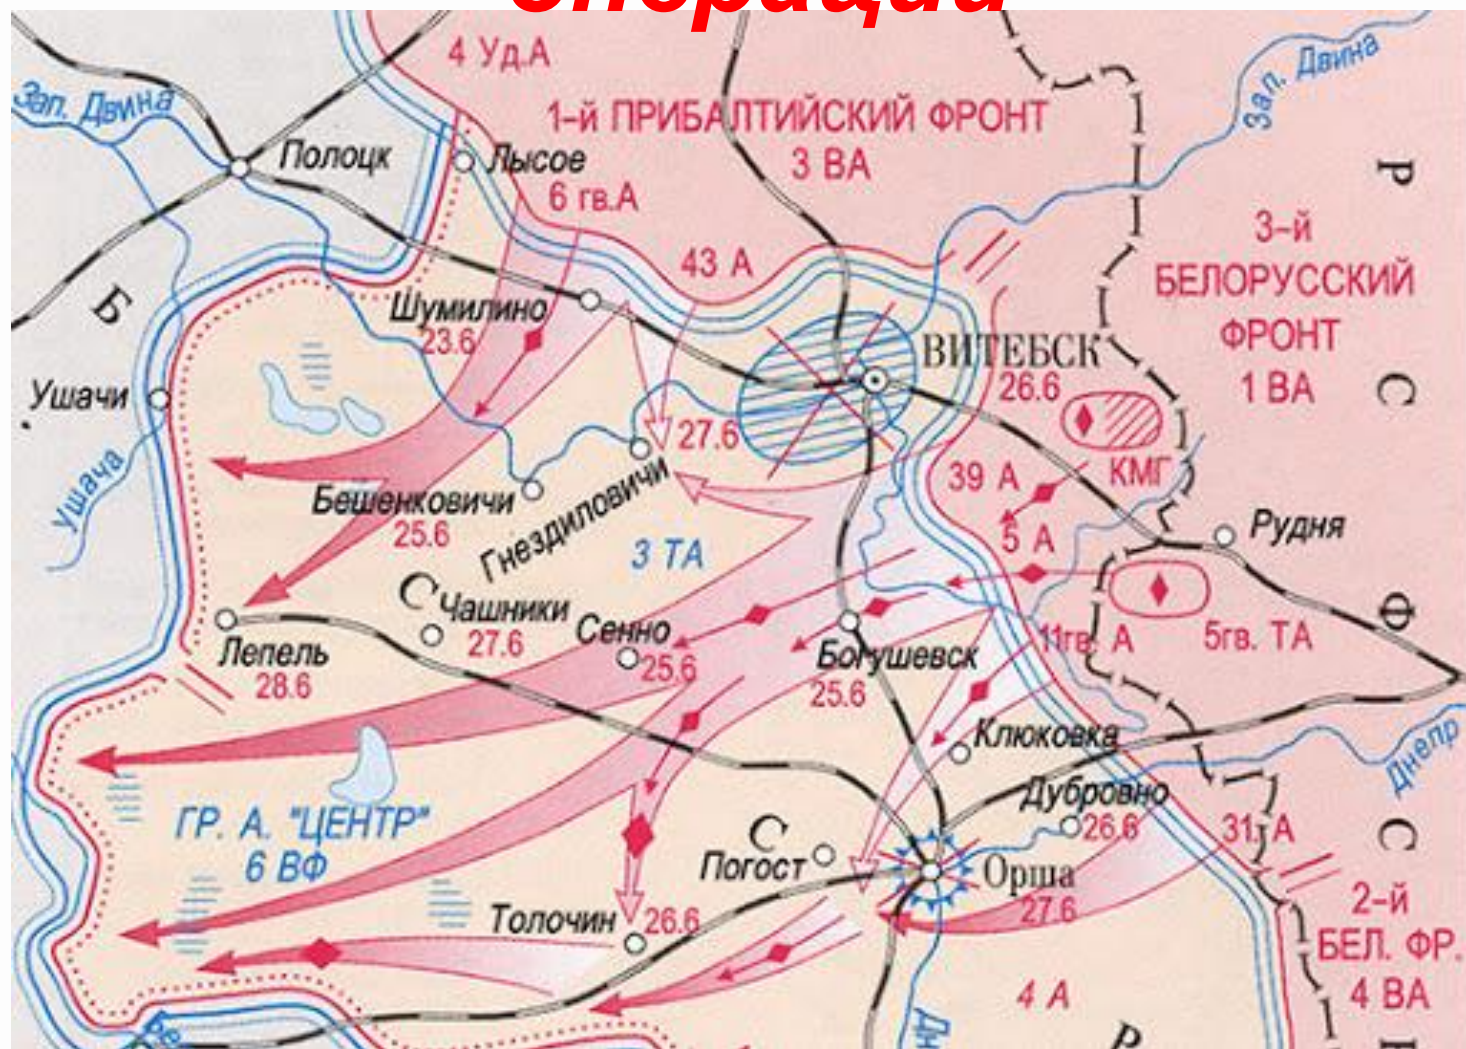 операции
4 Уд.А
Зап. Двина
Зап. Двина
1-й ПРИБАЛТИЙСКИЙ ФРОНТ
3 ВА
Полоцк
Лысое
6 гв.А
Р
3-й
БЕЛОРУССКИЙ
ФРОНТ
1 ВА
43 А
Б
Шумилино
23.6
ВИТЕБСК
26.6
С
Ушачи
27.6
КМГ
39 А
Ушача
Бешенковичи
25.6
Гнездиловичи
5 А
Рудня
3 ТА
С
Чашники
27.6
Сенно
25.6
Ф
11гв. А
5гв. ТА
Лепель
28.6
Богушевск
25.6
Клюковка
Днепр
Дубровно
26.6
ГР. А. "ЦЕНТР"
6 ВФ
С
31 А
С
Погост
Орша
27.6
Толочин
26.6
2-й
БЕЛ. ФР.
4 ВА
4 А
Дн
Бе
Р